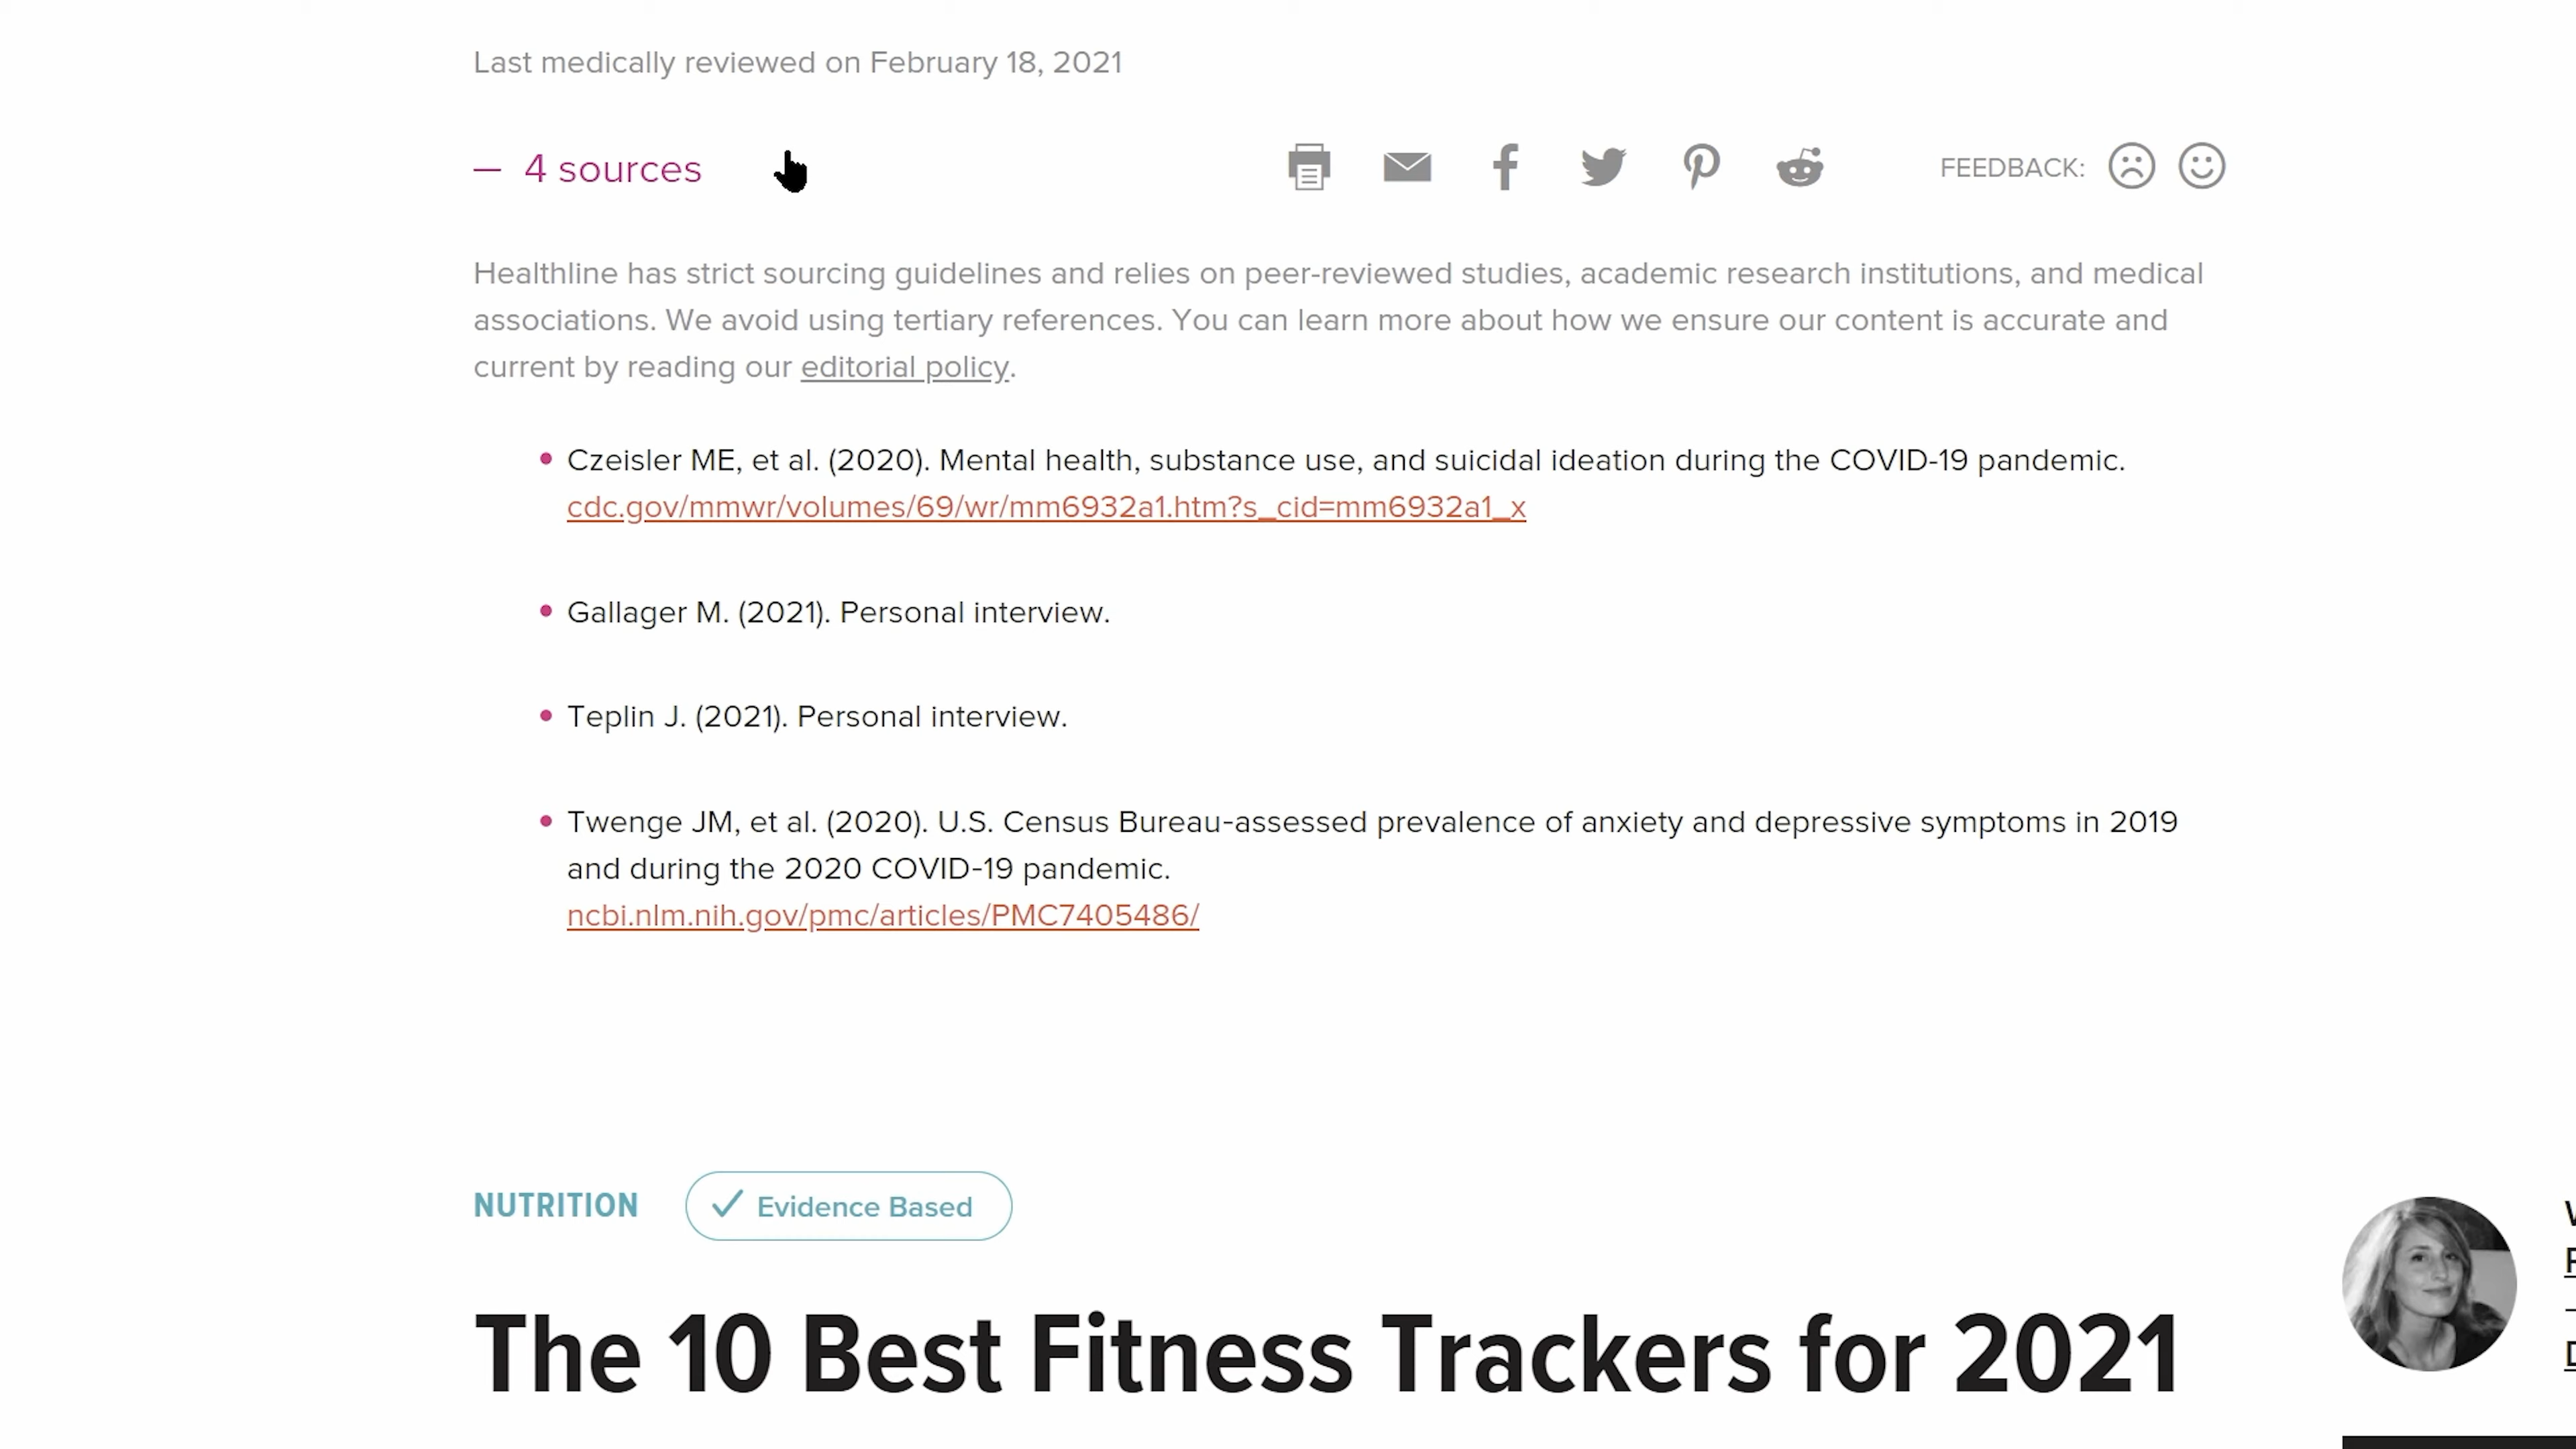 Last medically reviewed on February 18, 2021
— 4 sources
FEEDBACK:
Healthline has strict sourcing guidelines and relies on peer-reviewed studies, academic research institutions, and medical
associations. We avoid using tertiary references. You can learn more about how we ensure our content is accurate and
current by reading our editorial policy.
• Czeisler ME, et al. (2020). Mental health, substance use, and suicidal ideation during the COVID-19 pandemic.
cdc.gov/mmwr/volumes/69/wr/mm6932a1.htm?s_cid=mm6932a1_x
• Gallager M. (2021). Personal interview.
• Teplin J. (2021). Personal interview.
• Twenge JM, et al. (2020). U.S. Census Bureau-assessed prevalence of anxiety and depressive symptoms in 2019
and during the 2020 COVID-19 pandemic.
ncbi.nlm.nih.gov/pmc/articles/PMC7405486/
NUTRITION
Evidence Based
The 10 Best Fitness Trackers for 2021